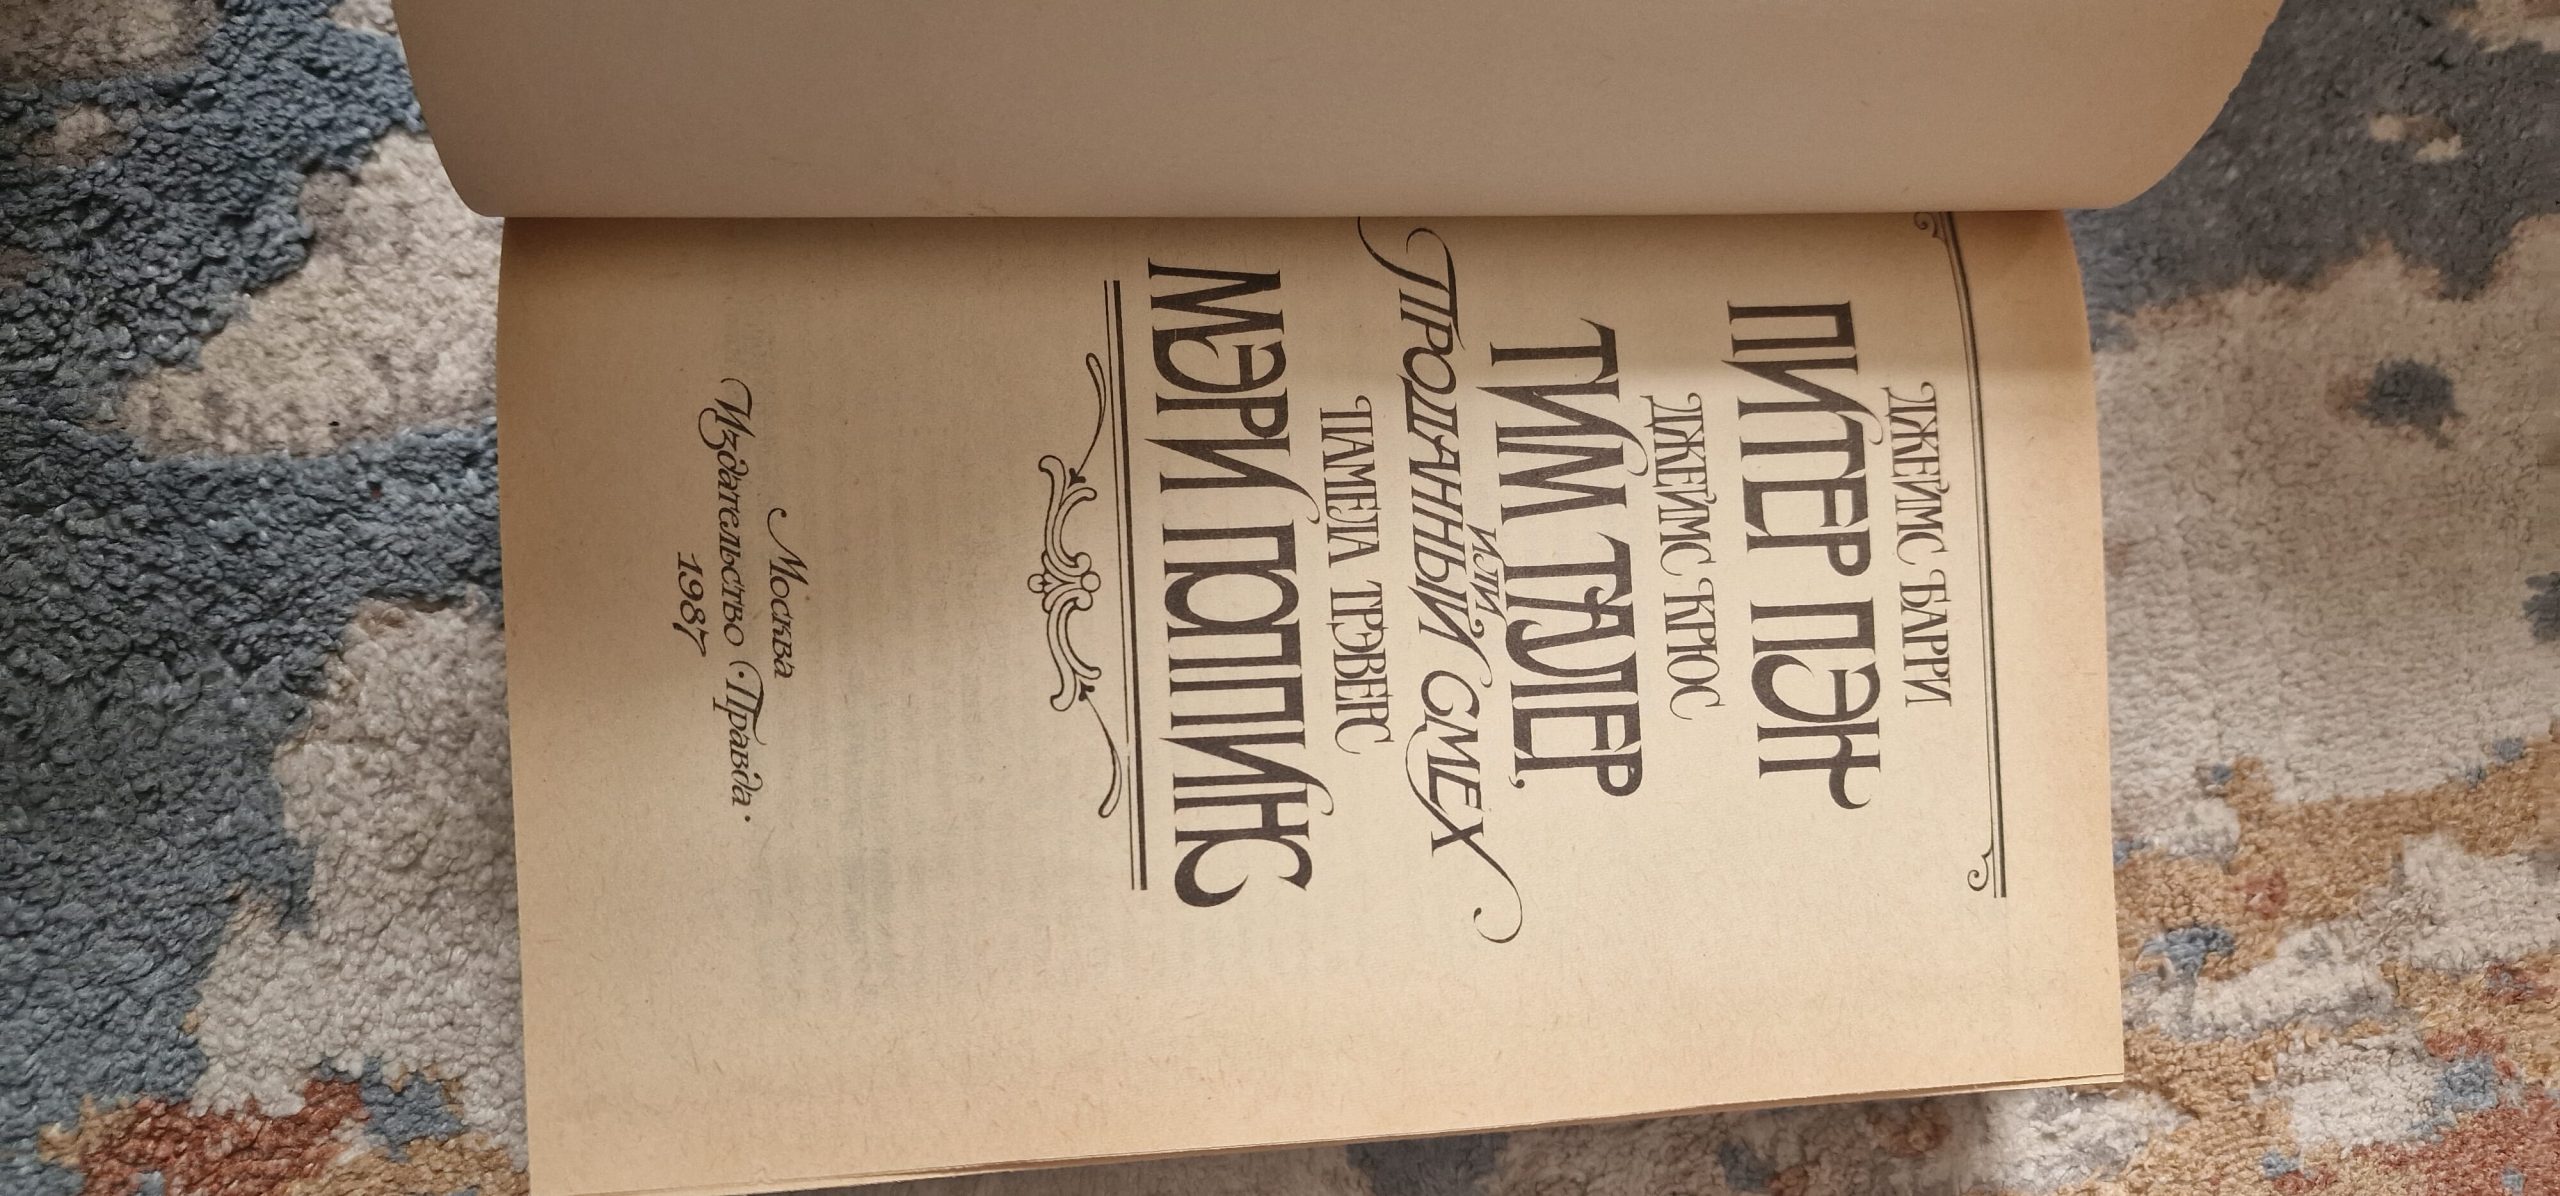 ДЖЕЙМС БАРРИ
ПИТЕР ПЭН
ДЖЕЙМС КРЮС
ТИМ ТАЛЕР,
ИЛИ
ПРОДАННЫЙ СМЕХ
ПАМЕЛА ТРЭВЕРС
МЭРИ ПОППИНС
Москва
Издательство «Правда»
1987